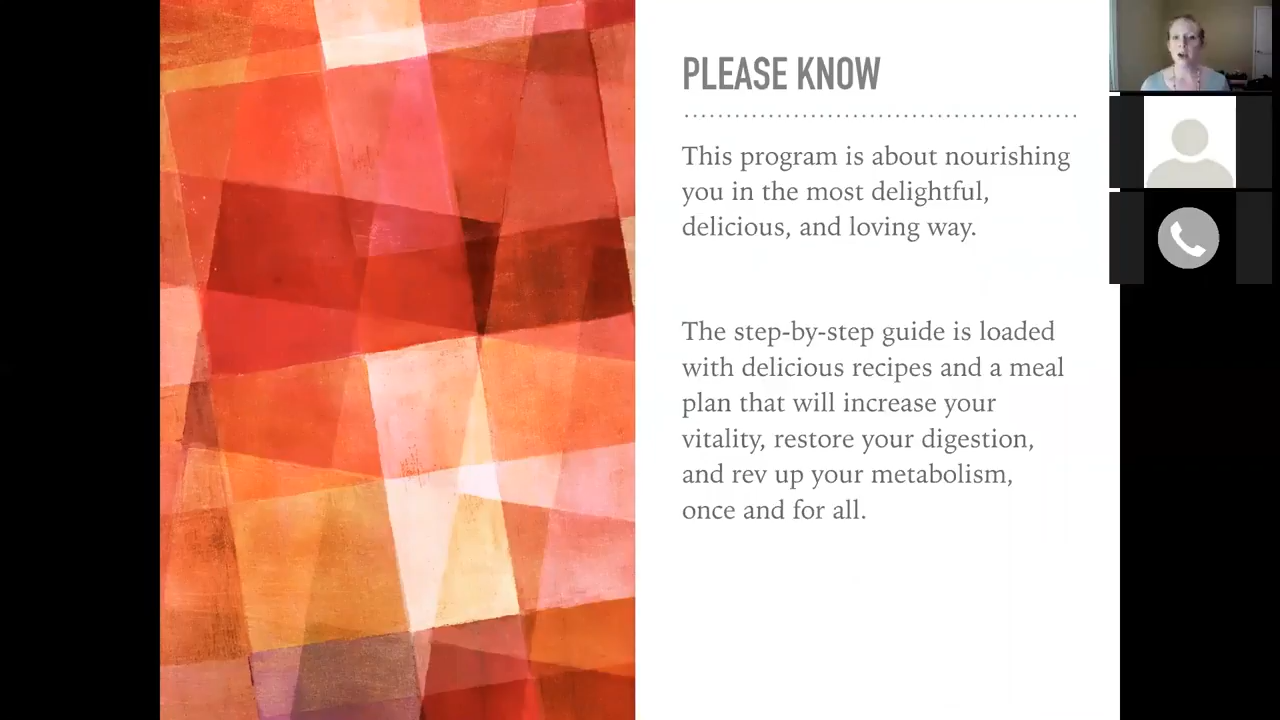 PLEASE KNOW
This program is about nourishing
you in the most delightful,
delicious, and loving way.
The step-by-step guide is loaded
with delicious recipes and a meal
plan that will increase your
vitality, restore your digestion,
and rev up your metabolism,
once and for all.